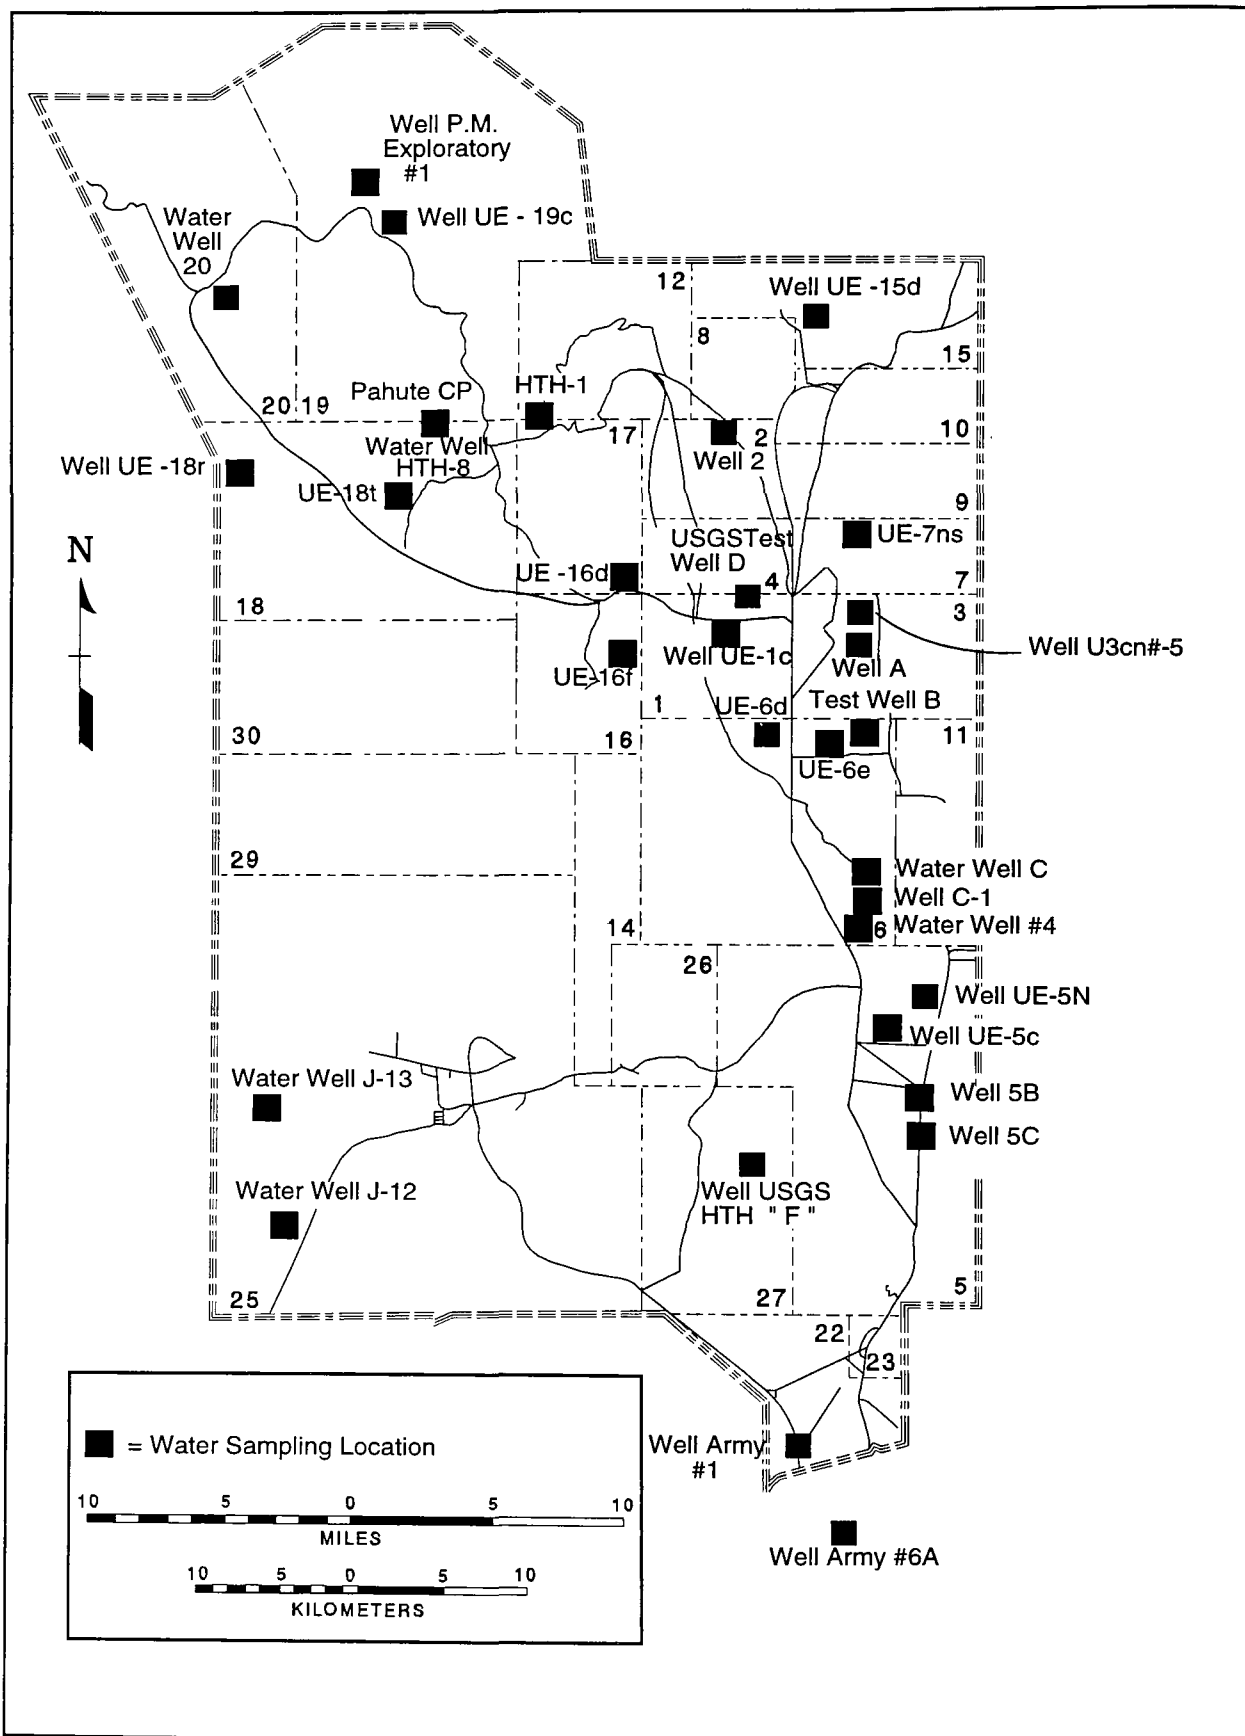 Well P.M.
Exploratory
#1
Well UE - 19c
Water
Well
20
12
Well UE -15d
8
15
Pahute CP
HTH-1
20
19
17
2
10
Water Well
HTH-8
Well 2
Well UE -18r
UE-18t
9
USGSTest
Well D
UE-7ns
N
UE -16d
4
7
18
3
Well U3cn#-5
Well UE-1c
Well A
UE-16f
UE-6d
Test Well B
1
11
30
16
UE-6e
29
Water Well C
Well C-1
14
6
Water Well #4
26
Well UE-5N
Well UE-5c
Water Well J-13
Well 5B
Well 5C
Water Well J-12
Well USGS
HTH " F "
25
27
5
22
23
= Water Sampling Location
Well Army
#1
10 5 0 5 10
MILES
Well Army #6A
10 5 0 5 10
KILOMETERS